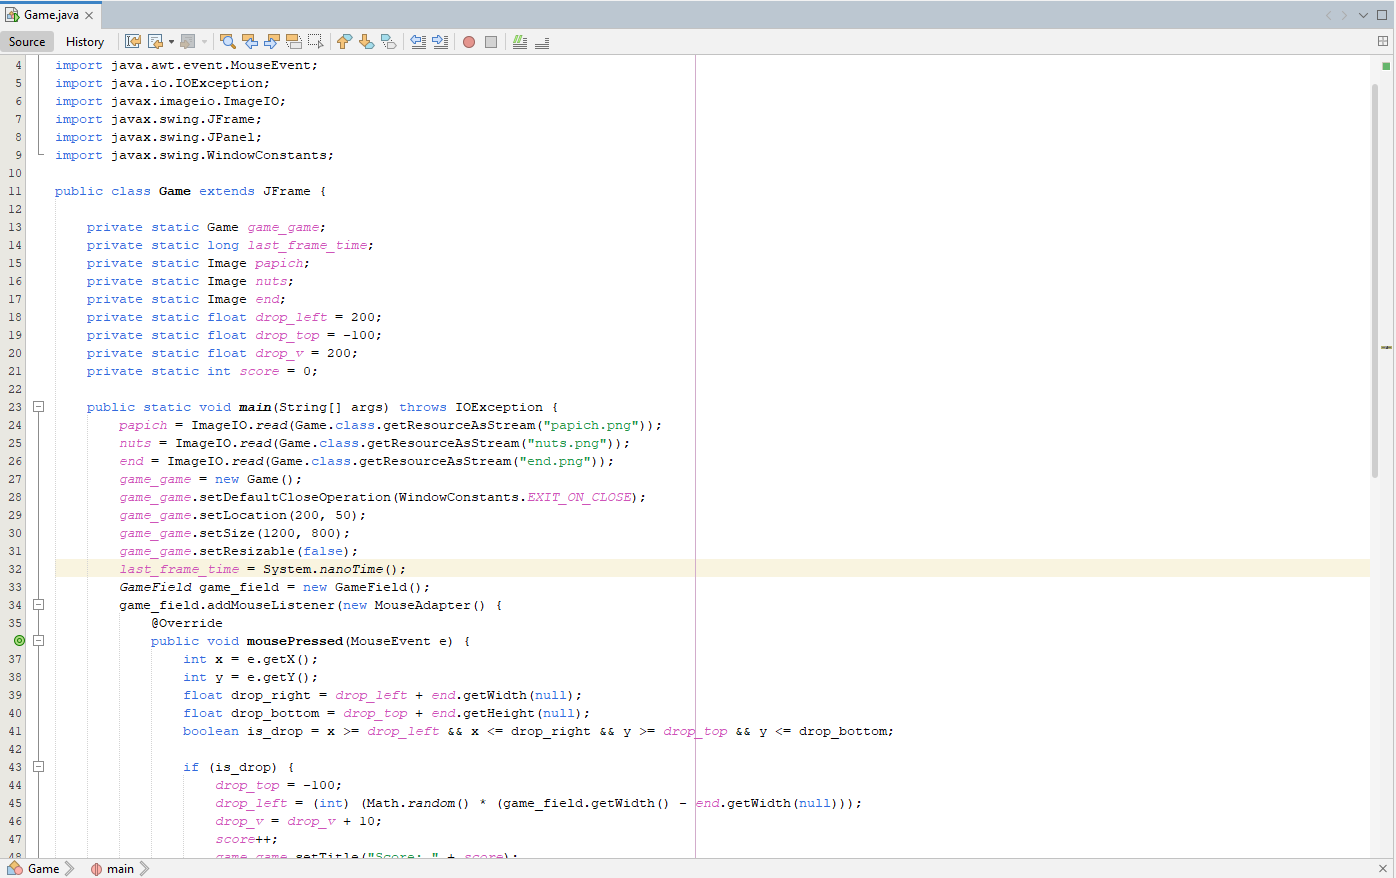 Game.java
Source History
4 import java.awt.event.MouseEvent;
5 import java.io.IOException;
6 import javax.imageio.ImageIO;
7 import javax.swing.JFrame;
8 import javax.swing.JPanel;
9 import javax.swing.WindowConstants;
10
11 public class Game extends JFrame {
12
13 private static Game game_game;
14 private static long last_frame_time;
15 private static Image papich;
16 private static Image nuts;
17 private static Image end;
18 private static float drop_left = 200;
19 private static float drop_top = -100;
20 private static float drop_v = 200;
21 private static int score = 0;
22
23 public static void main(String[] args) throws IOException {
24 papich = ImageIO.read(Game.class.getResourceAsStream("papich.png"));
25 nuts = ImageIO.read(Game.class.getResourceAsStream("nuts.png"));
26 end = ImageIO.read(Game.class.getResourceAsStream("end.png"));
27 game_game = new Game();
28 game_game.setDefaultCloseOperation(WindowConstants.EXIT_ON_CLOSE);
29 game_game.setLocation(200, 50);
30 game_game.setSize(1200, 800);
31 game_game.setResizable(false);
32 last_frame_time = System.nanoTime();
33 GameField game_field = new GameField();
34 game_field.addMouseListener(new MouseAdapter() {
35 @Override
public void mousePressed(MouseEvent e) {
37 int x = e.getX();
38 int y = e.getY();
39 float drop_right = drop_left + end.getWidth(null);
40 float drop_bottom = drop_top + end.getHeight(null);
41 boolean is_drop = x >= drop_left && x <= drop_right && y >= drop_top && y <= drop_bottom;
42
43 if (is_drop) {
44 drop_top = -100;
45 drop_left = (int) (Math.random() * (game_field.getWidth() - end.getWidth(null)));
46 drop_v = drop_v + 10;
47 score++;
48 game_game.setTitle("Score: " + score);
Game main